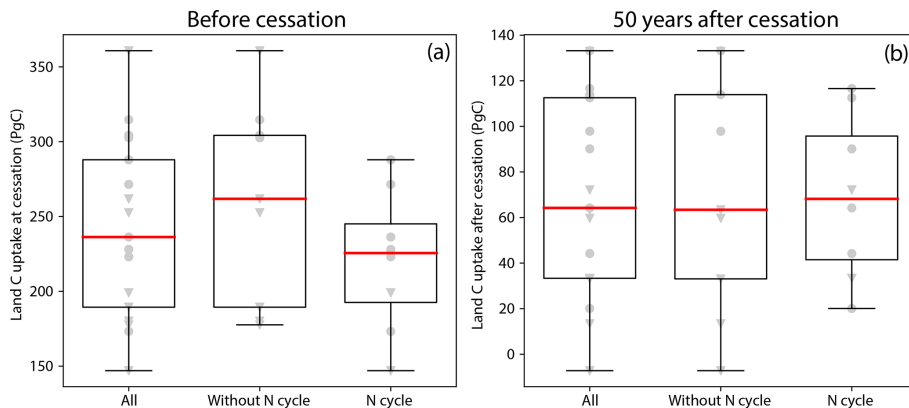 Before cessation
(a)
Land C uptake at cessation (PgC)
350
300
250
200
150
All
Without N cycle
N cycle
50 years after cessation
(b)
Land C uptake after cessation (PgC)
140
120
100
80
60
40
20
0
All
Without N cycle
N cycle